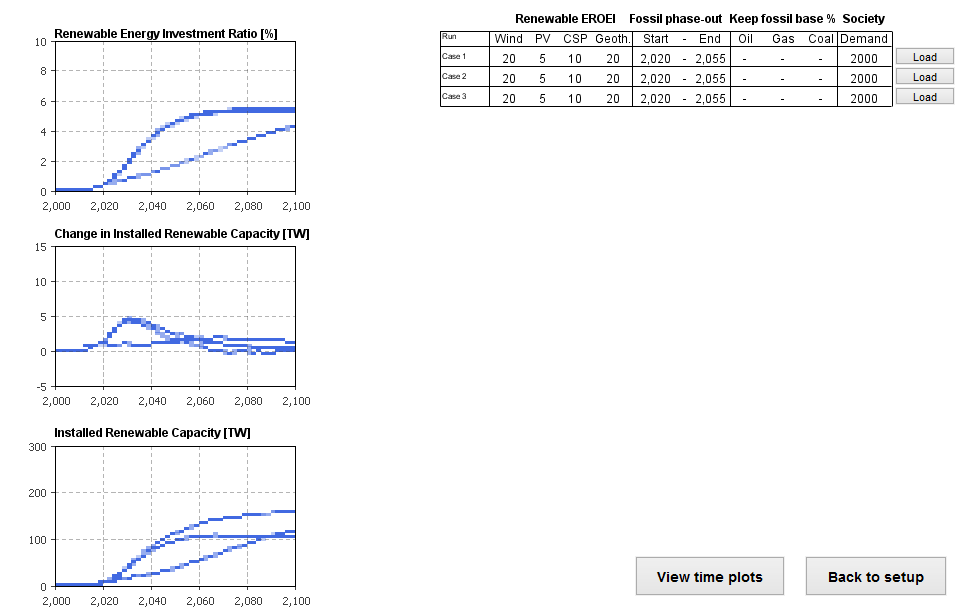 Renewable Energy Investment Ratio [%]
10
8
6
4
2
0
2,000 2,020 2,040 2,060 2,080 2,100
Change in Installed Renewable Capacity [TW]
15
10
5
0
-5
2,000 2,020 2,040 2,060 2,080 2,100
Installed Renewable Capacity [TW]
300
200
100
0
2,000 2,020 2,040 2,060 2,080 2,100
Renewable EROEI Fossil phase-out Keep fossil base % Society
Run Wind PV CSP Geoth. Start - End Oil Gas Coal Demand
Case 1 20 5 10 20 2,020 - 2,055 - - - 2000 Load
Case 2 20 5 10 20 2,020 - 2,055 - - - 2000 Load
Case 3 20 5 10 20 2,020 - 2,055 - - - 2000 Load
View time plots Back to setup